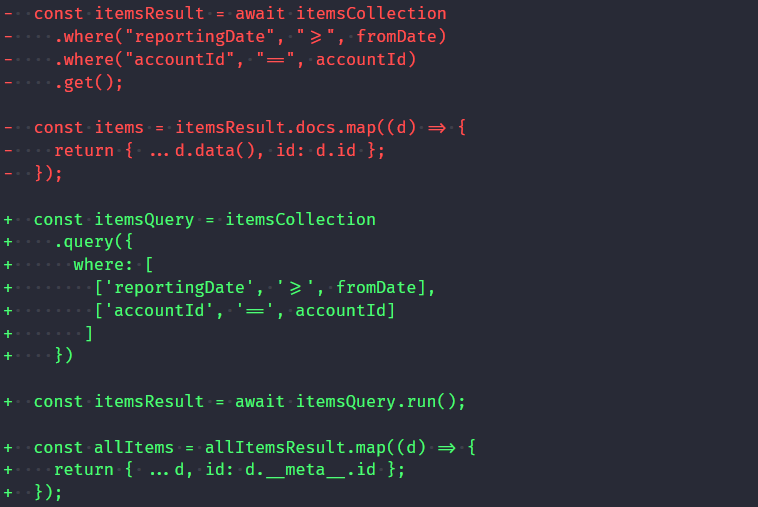 -  const itemsResult = await itemsCollection
-    .where("reportingDate", ">=", fromDate)
-    .where("accountId", "==", accountId)
-    .get();
-  const items = itemsResult.docs.map((d) => {
-    return { ...d.data(), id: d.id };
-  });
+  const itemsQuery = itemsCollection
+    .query({
+      where: [
+        ['reportingDate', '>=', fromDate],
+        ['accountId', '==', accountId]
+       ]
+    })
+  const itemsResult = await itemsQuery.run();
+  const allItems = allItemsResult.map((d) => {
+    return { ...d, id: d.__meta__.id };
+  });